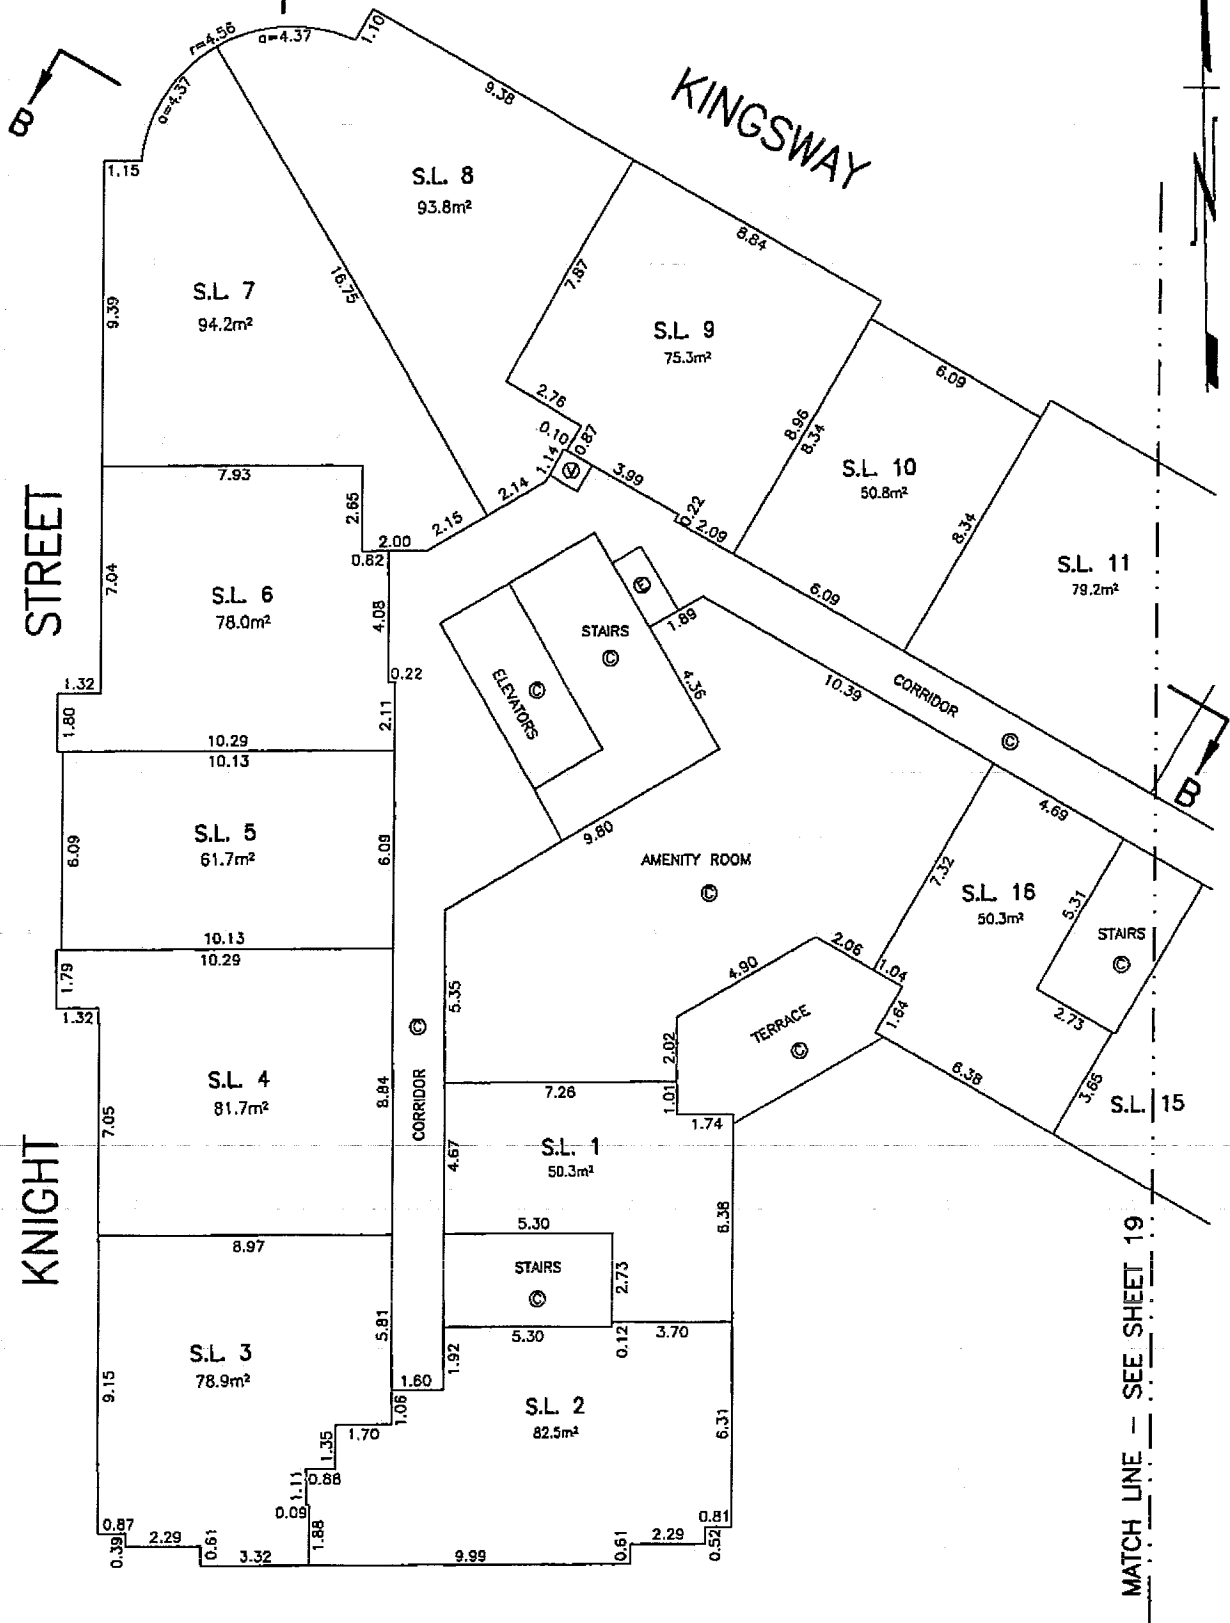 r=4.56
a=4.37
1.10
a=4.37
9.38
KINGSWAY
B
1.15
S.L. 8
93.8m²
N
8.84
7.87
16.75
S.L. 7
94.2m²
9.39
S.L. 9
75.3m²
6.09
2.76
0.10
0.87
8.96
8.34
1.14
V
3.99
S.L. 10
50.8m²
7.93
2.65
2.14
2.15
0.22
2.09
8.34
STREET
2.00
0.62
7.04
S.L. 6
78.0m²
4.08
S.L. 11
79.2m²
E
6.09
1.89
STAIRS
C
0.22
1.32
1.80
2.11
ELEVATORS
C
4.36
10.39
CORRIDOR
C
B
10.29
10.13
4.69
S.L. 5
61.7m²
6.09
6.09
9.80
AMENITY ROOM
C
7.32
S.L. 16
50.3m²
5.31
STAIRS
C
10.13
10.29
1.79
1.32
5.35
4.90
2.06
1.04
1.64
2.73
C
CORRIDOR
TERRACE
C
2.02
S.L. 4
81.7m²
7.05
8.84
7.26
1.01
1.74
6.38
3.65
S.L. 15
KNIGHT
4.67
S.L. 1
50.3m²
6.38
8.97
5.30
STAIRS
C
2.73
5.30
0.12
3.70
5.81
1.92
S.L. 3
78.9m²
9.15
1.60
1.06
1.70
S.L. 2
82.5m²
6.31
1.35
0.88
1.11
0.09
1.88
0.87
0.39
2.29
0.61
3.32
9.99
0.61
2.29
0.81
0.52
MATCH LINE - SEE SHEET 19